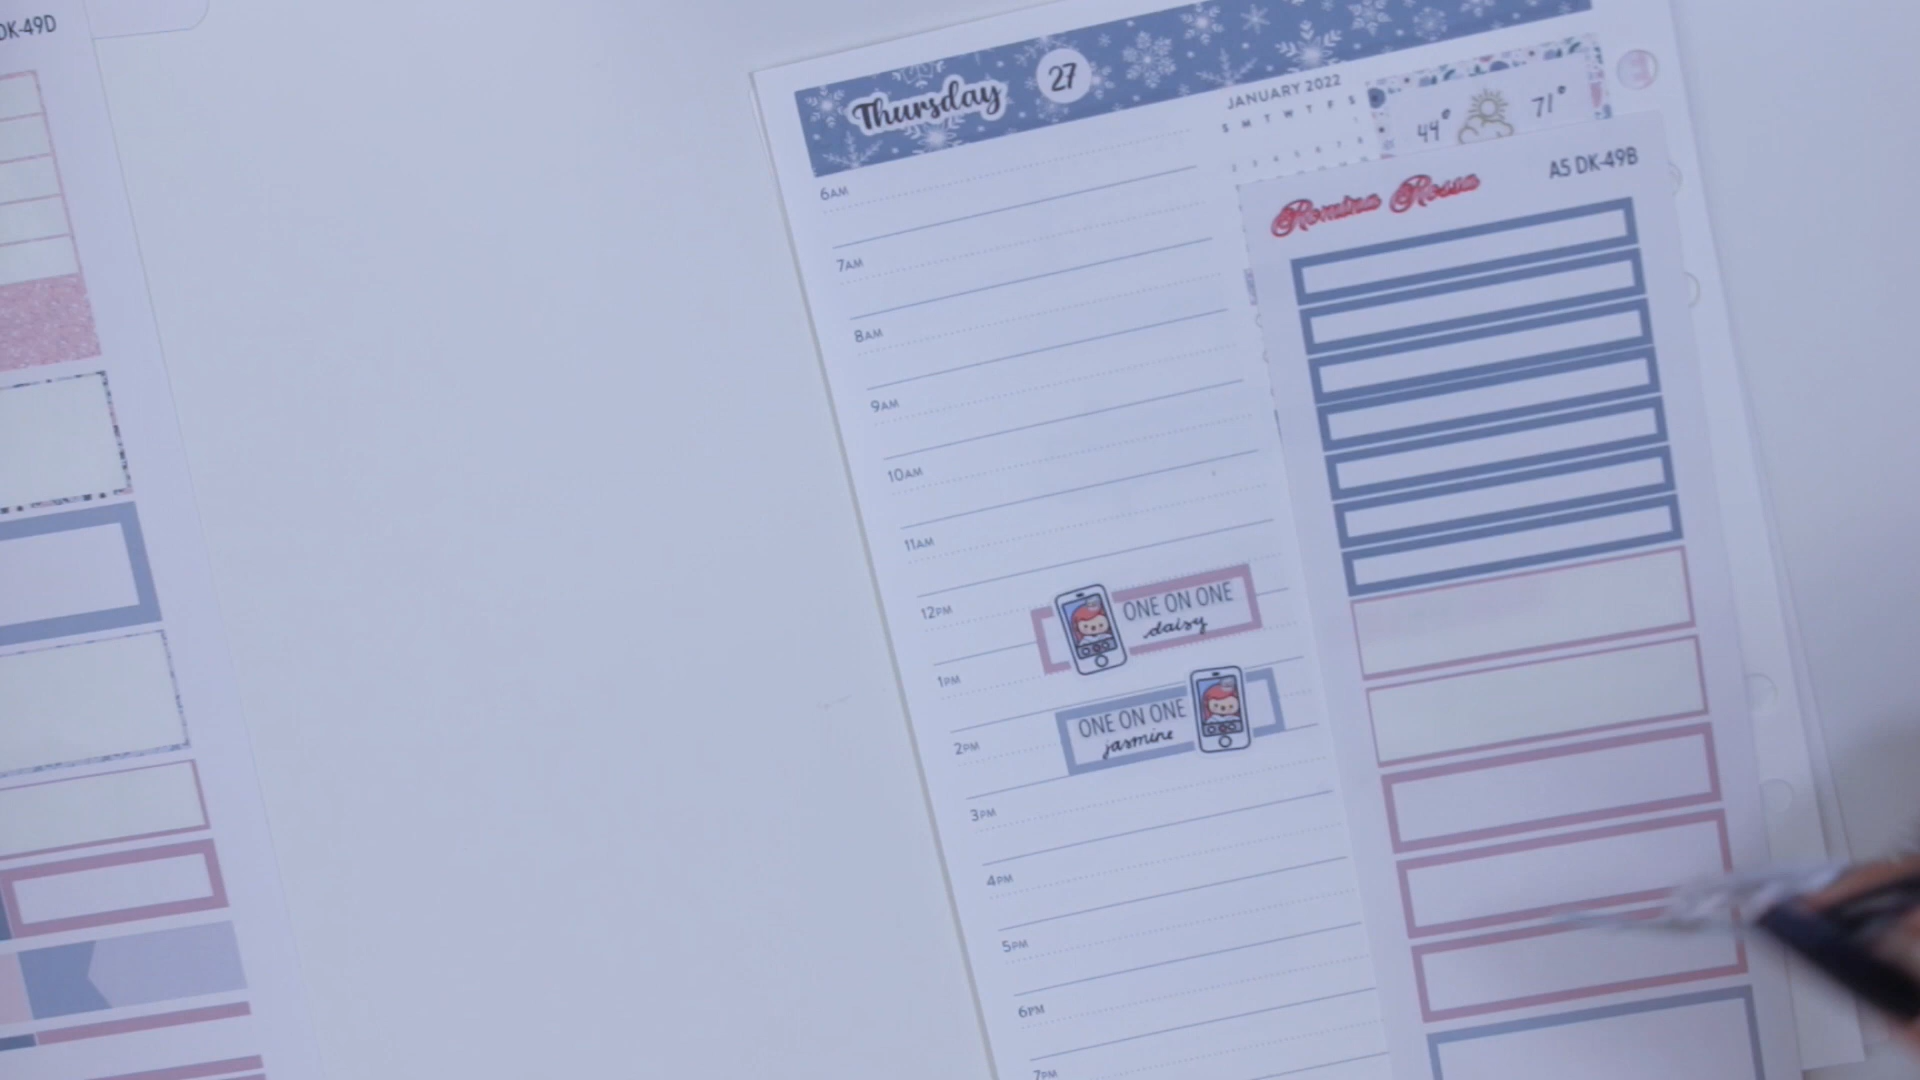 DK-49D
Thursday 27
JANUARY 2022
S M T W T F S
44° 71°
Romina Rossa
A5 DK-49B
6AM
7AM
8AM
9AM
10AM
11AM
12PM
ONE ON ONE
daisy
1PM
ONE ON ONE
jasmine
2PM
3PM
4PM
5PM
6PM
7PM